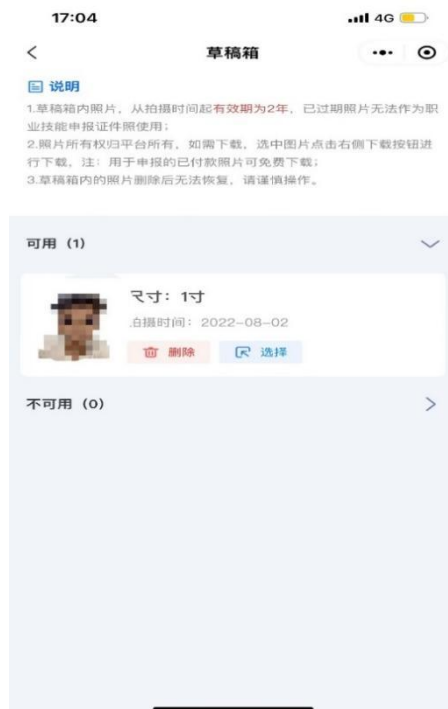 17:04
4G
草稿箱
说明
1.草稿箱内照片，从拍摄时间起有效期为2年，已过期照片无法作为职
业技能申报证件照使用；
2.照片所有权归平台所有，如需下载，选中图片点击右侧下载按钮进
行下载，注：用于申报的已付款照片可免费下载；
3.草稿箱内的照片删除后无法恢复，请谨慎操作。
可用（1）
尺寸：1寸
拍摄时间：2022-08-02
删除 选择
不可用（0）